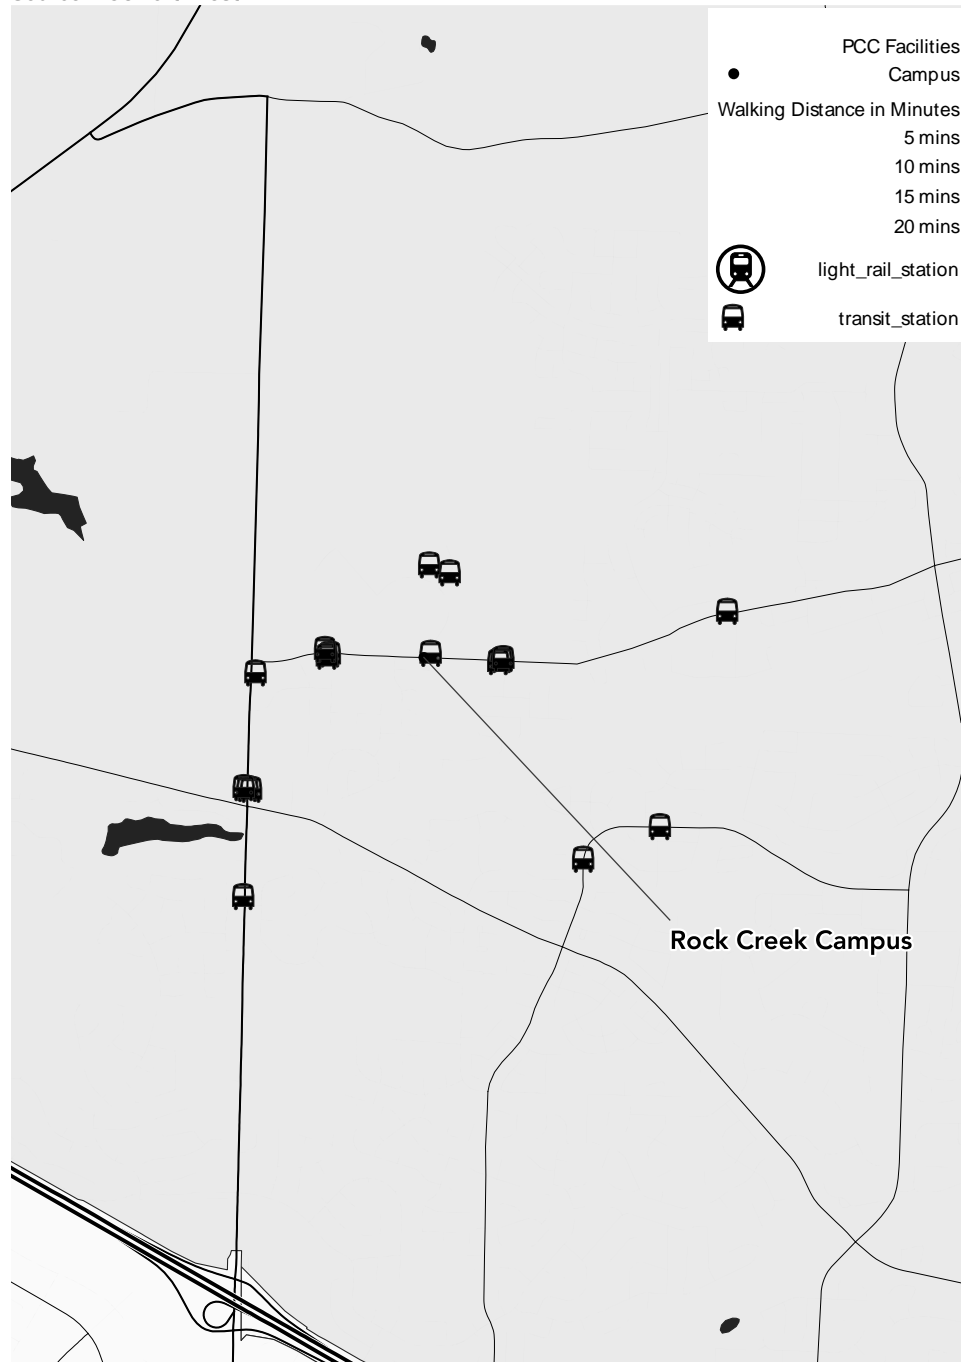 PCC Facilities
Campus
Walking Distance in Minutes
5 mins
10 mins
15 mins
20 mins
light_rail_station
transit_station
Rock Creek Campus